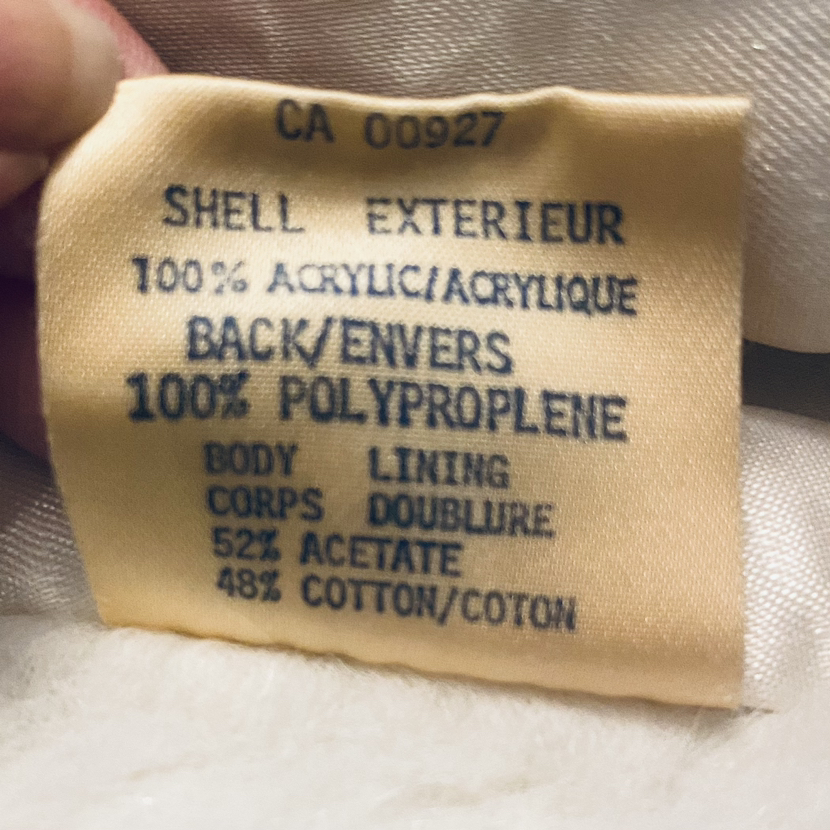 CA 00927
SHELL EXTERIEUR
100% ACRYLIC/ACRYLIQUE
BACK/ENVERS
100% POLYPROPLENE
BODY LINING
CORPS DOUBLURE
52% ACETATE
48% COTTON/COTON